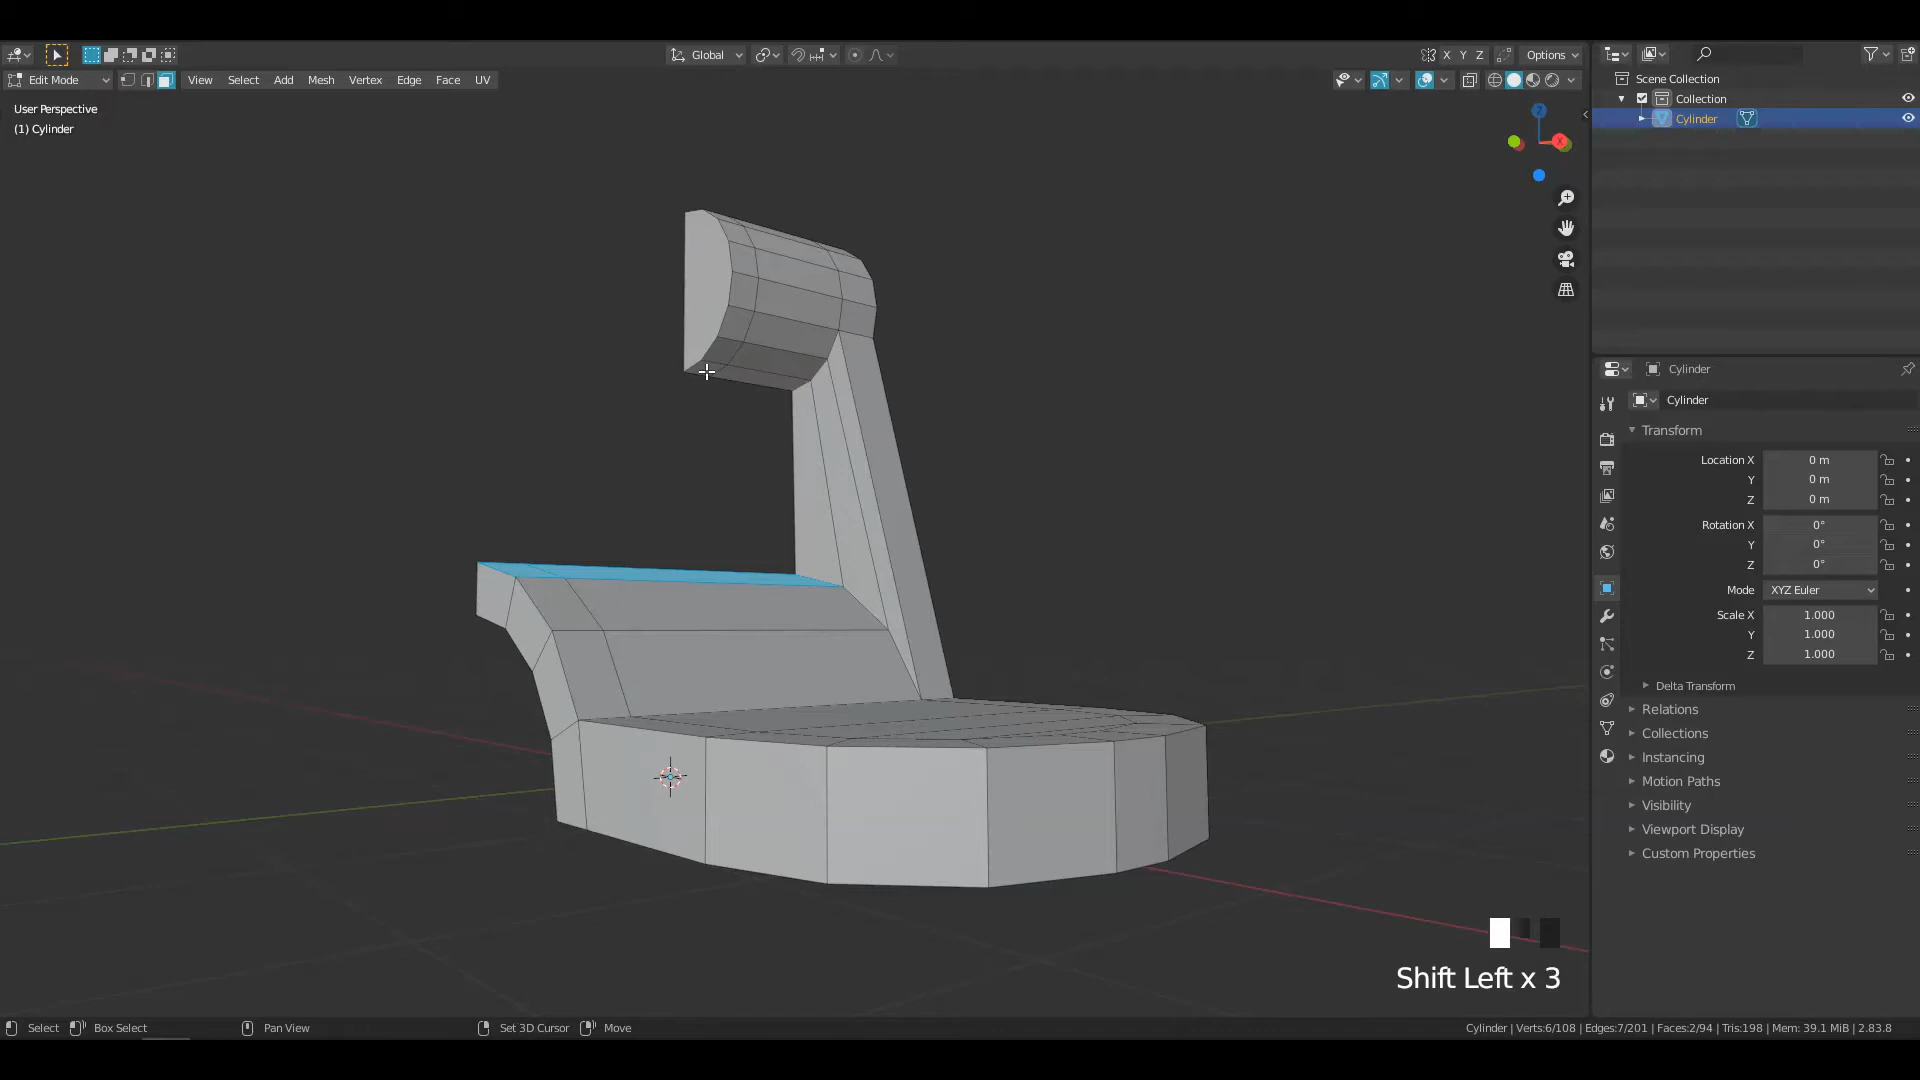 Global
X Y Z
Options
Edit Mode
View Select Add Mesh Vertex Edge Face UV
User Perspective
(1) Cylinder
Z
X
Scene Collection
Collection
Cylinder
Cylinder
Cylinder
Transform
Location X 0 m
Y 0 m
Z 0 m
Rotation X 0°
Y 0°
Z 0°
Mode XYZ Euler
Scale X 1.000
Y 1.000
Z 1.000
Delta Transform
Relations
Collections
Constancing
Motion Paths
Visibility
Viewport Display
Custom Properties
Shift Left x 3
Select Box Select Pan View Set 3D Cursor Move
Cylinder | Verts:6/108 | Edges:7/201 | Faces:2/94 | Tris:198 | Mem: 39.1 MiB | 2.83.8